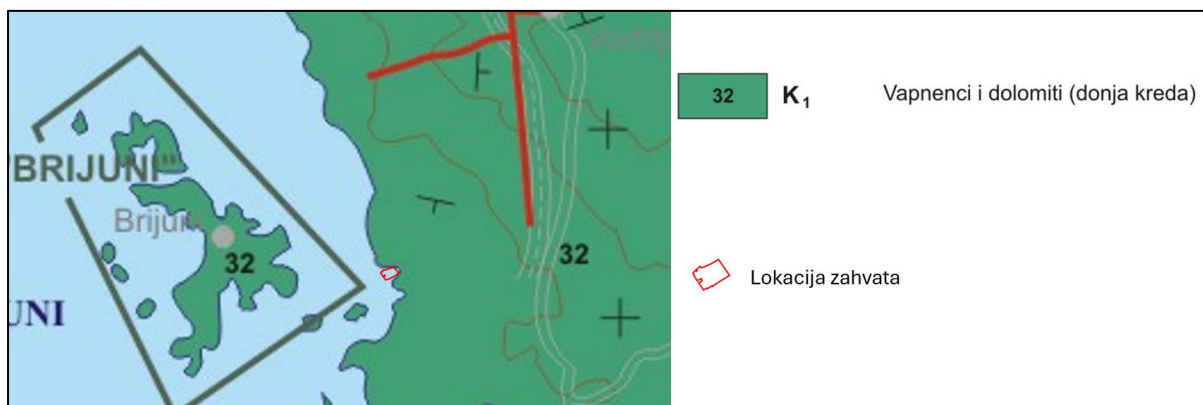 "BRIJUNI"
Brijuni
32
UNI
32
32 K1 Vapnenci i dolomiti (donja kreda)
Lokacija zahvata